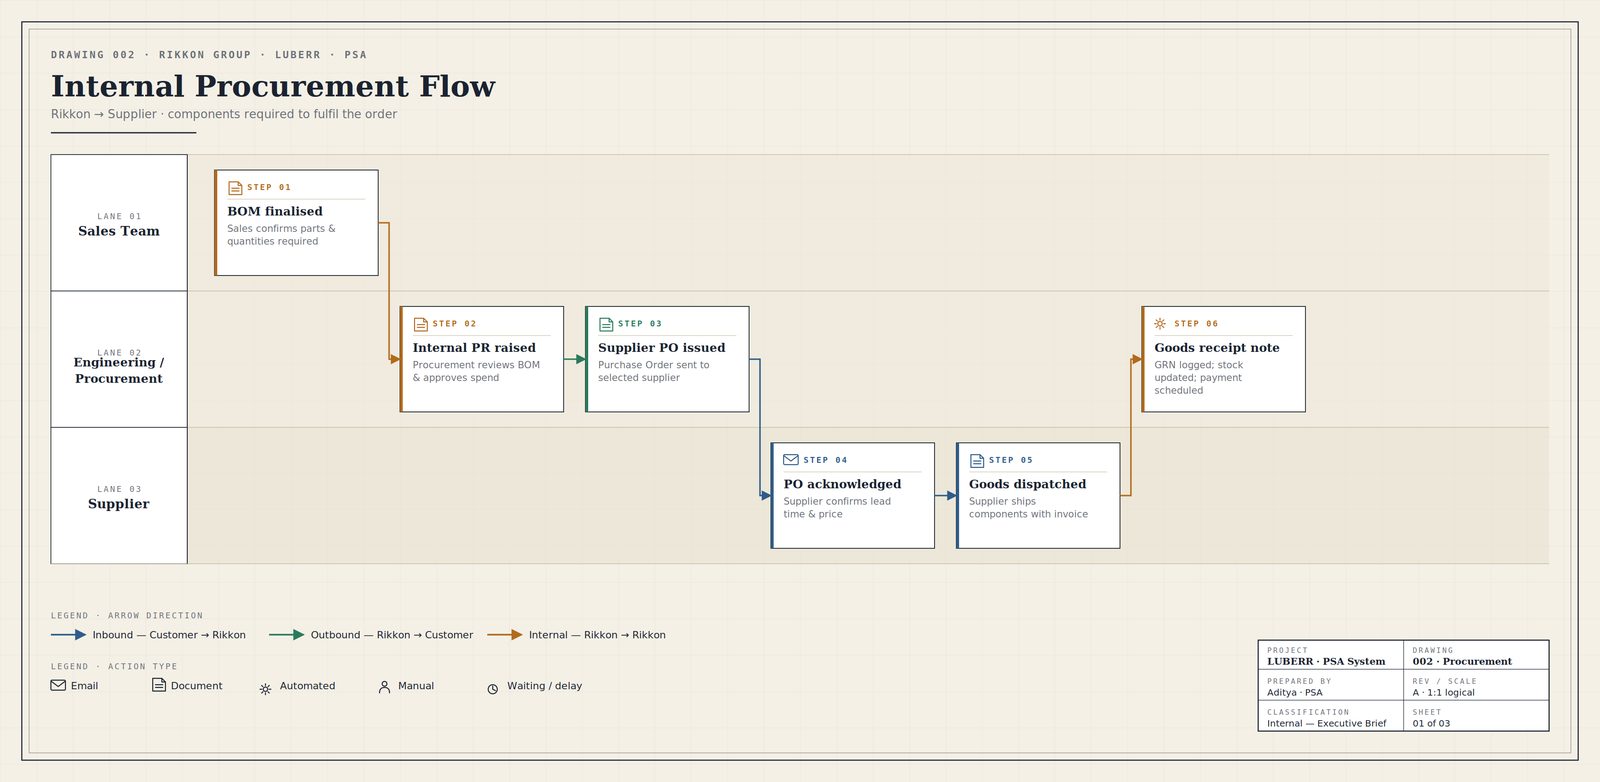 DRAWING 002 · RIKKON GROUP · LUBERR · PSA
Internal Procurement Flow
Rikkon → Supplier · components required to fulfil the order
LANE 01
Sales Team
STEP 01
BOM finalised
Sales confirms parts &
quantities required
LANE 02
Engineering /
Procurement
STEP 02
Internal PR raised
Procurement reviews BOM
& approves spend
STEP 03
Supplier PO issued
Purchase Order sent to
selected supplier
STEP 06
Goods receipt note
GRN logged; stock
updated; payment
scheduled
LANE 03
Supplier
STEP 04
PO acknowledged
Supplier confirms lead
time & price
STEP 05
Goods dispatched
Supplier ships
components with invoice
LEGEND · ARROW DIRECTION
Inbound — Customer → Rikkon
Outbound — Rikkon → Customer
Internal — Rikkon → Rikkon
LEGEND · ACTION TYPE
Email
Document
Automated
Manual
Waiting / delay
PROJECT
LUBERR · PSA System
DRAWING
002 · Procurement
PREPARED BY
Aditya · PSA
REV / SCALE
A · 1:1 logical
CLASSIFICATION
Internal — Executive Brief
SHEET
01 of 03